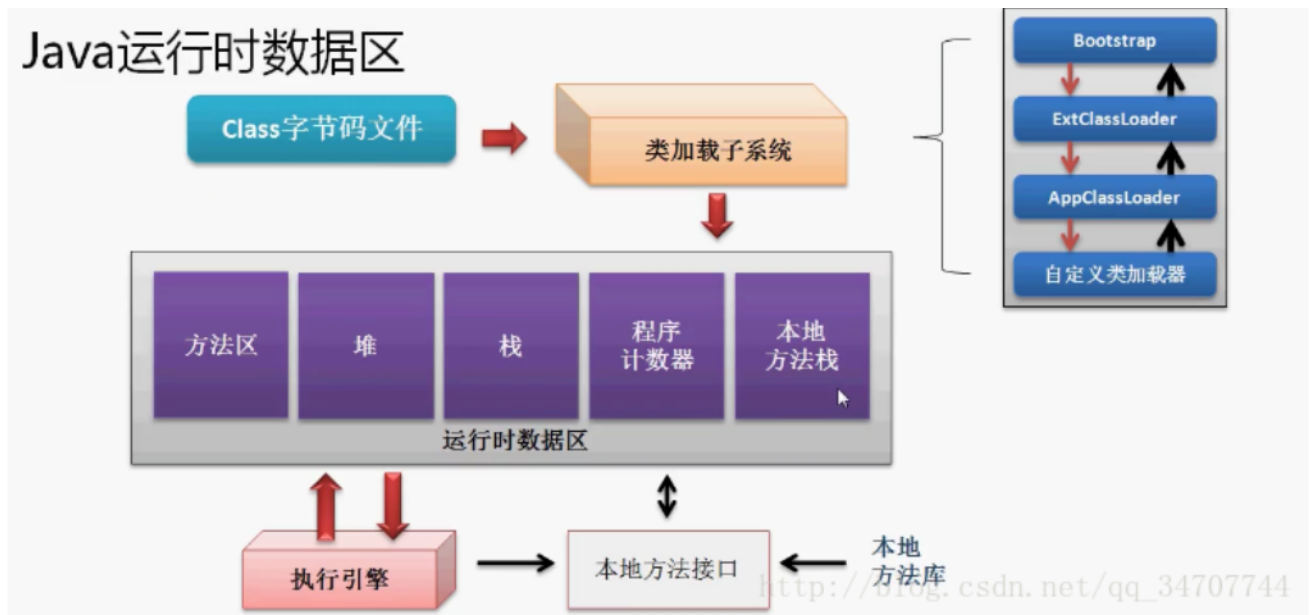 Java运行时数据区
Class字节码文件
类加载子系统
Bootstrap
ExtClassLoader
AppClassLoader
自定义类加载器
方法区
堆
栈
程序
计数器
本地
方法栈
运行时数据区
执行引擎
本地方法接口
本地
方法库
http://blog.csdn.net/qq_34707744